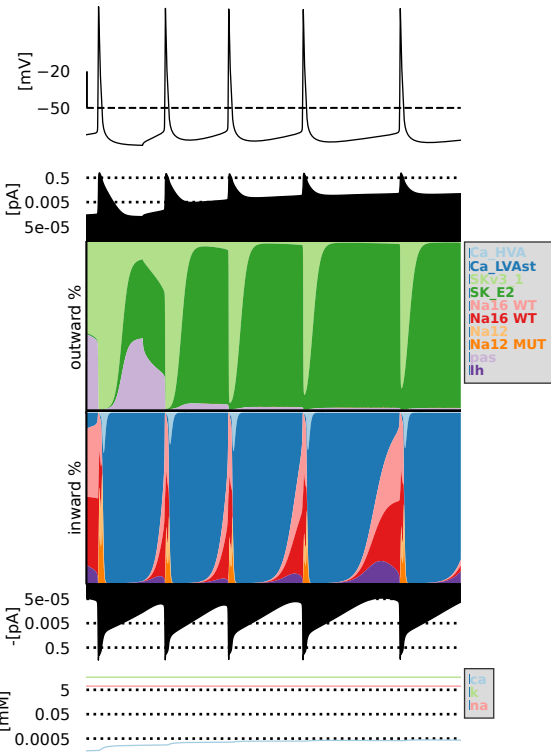 [mV]
−20
−50
[pA]
0.5
0.005
5e-05
outward %
Ca_HVA
Ca_LVAst
SKv3_1
SK_E2
Na16 WT
Na16 WT
Na12
Na12 MUT
pas
Ih
inward %
-[pA]
5e-05
0.005
0.5
[mM]
5
0.05
0.0005
ca
k
na